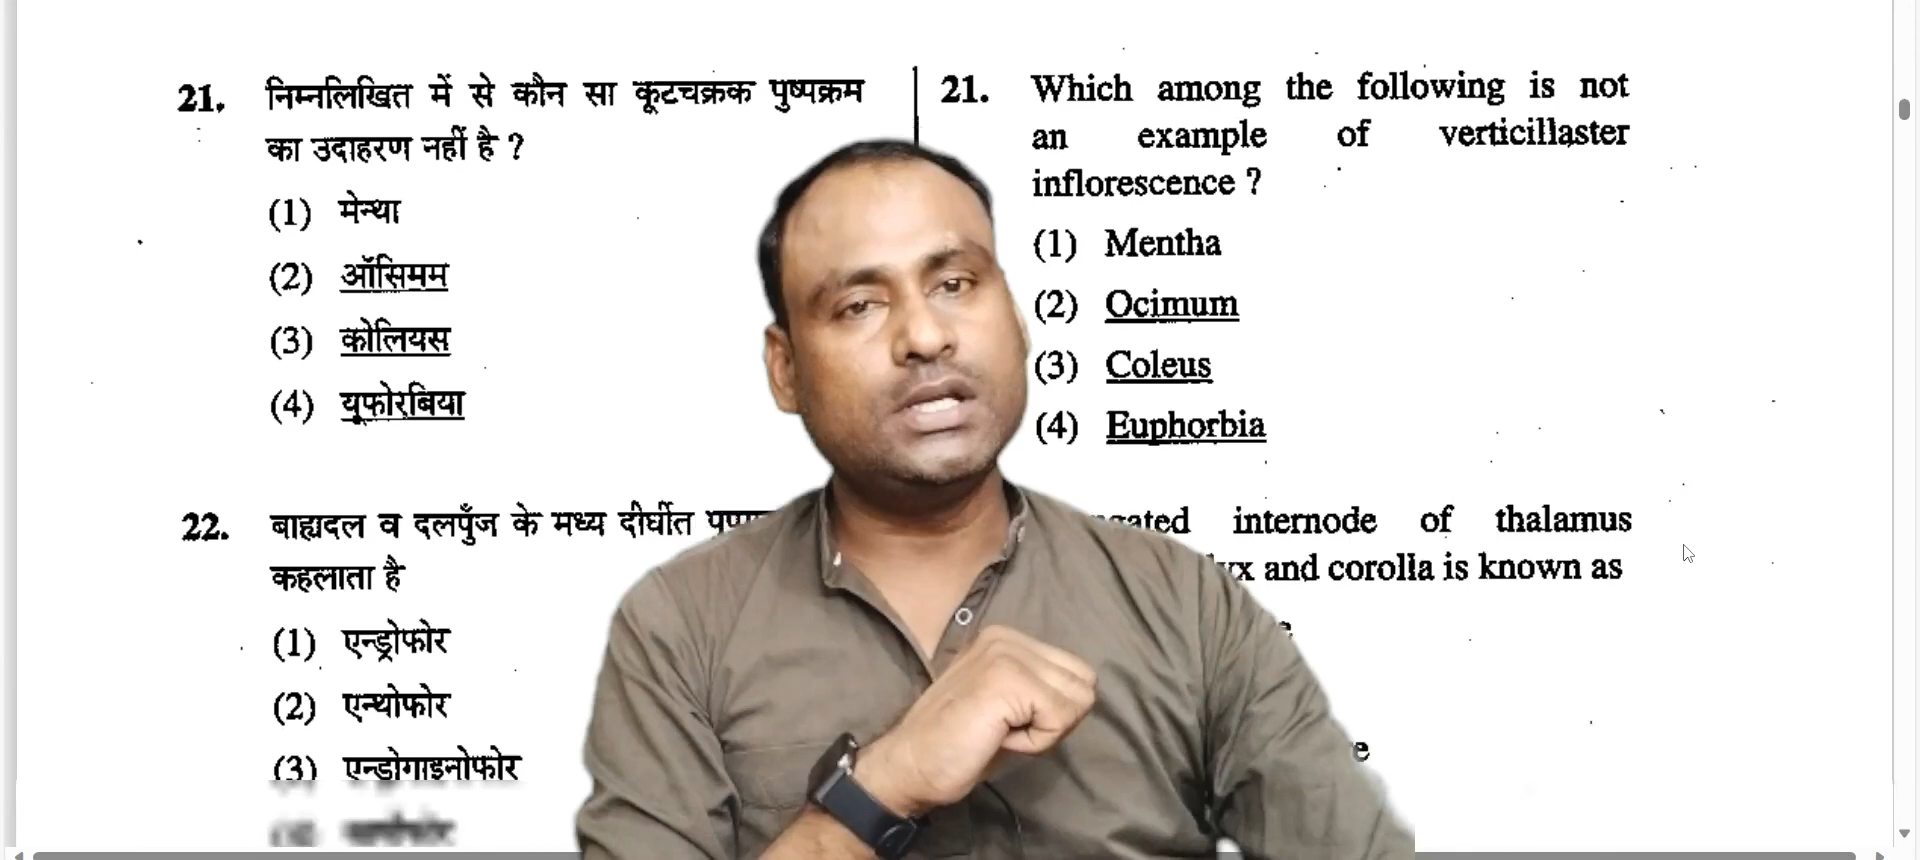 21. निम्नलिखित में से कौन सा कूटचक्रक पुष्पक्रम
का उदाहरण नहीं है ?
(1) मेन्था
(2) ऑसिमम
(3) कोलियस
(4) यूफोरबिया
22. बाह्यदल व दलपुँज के मध्य दीर्घीत
कहलाता है
(1) एन्ड्रोफोर
(2) एन्थोफोर
(3) एन्ड्रोगाइनोफोर
21. Which among the following is not
an example of verticillaster
inflorescence ?
(1) Mentha
(2) Ocimum
(3) Coleus
(4) Euphorbia
internode of thalamus
and corolla is known as